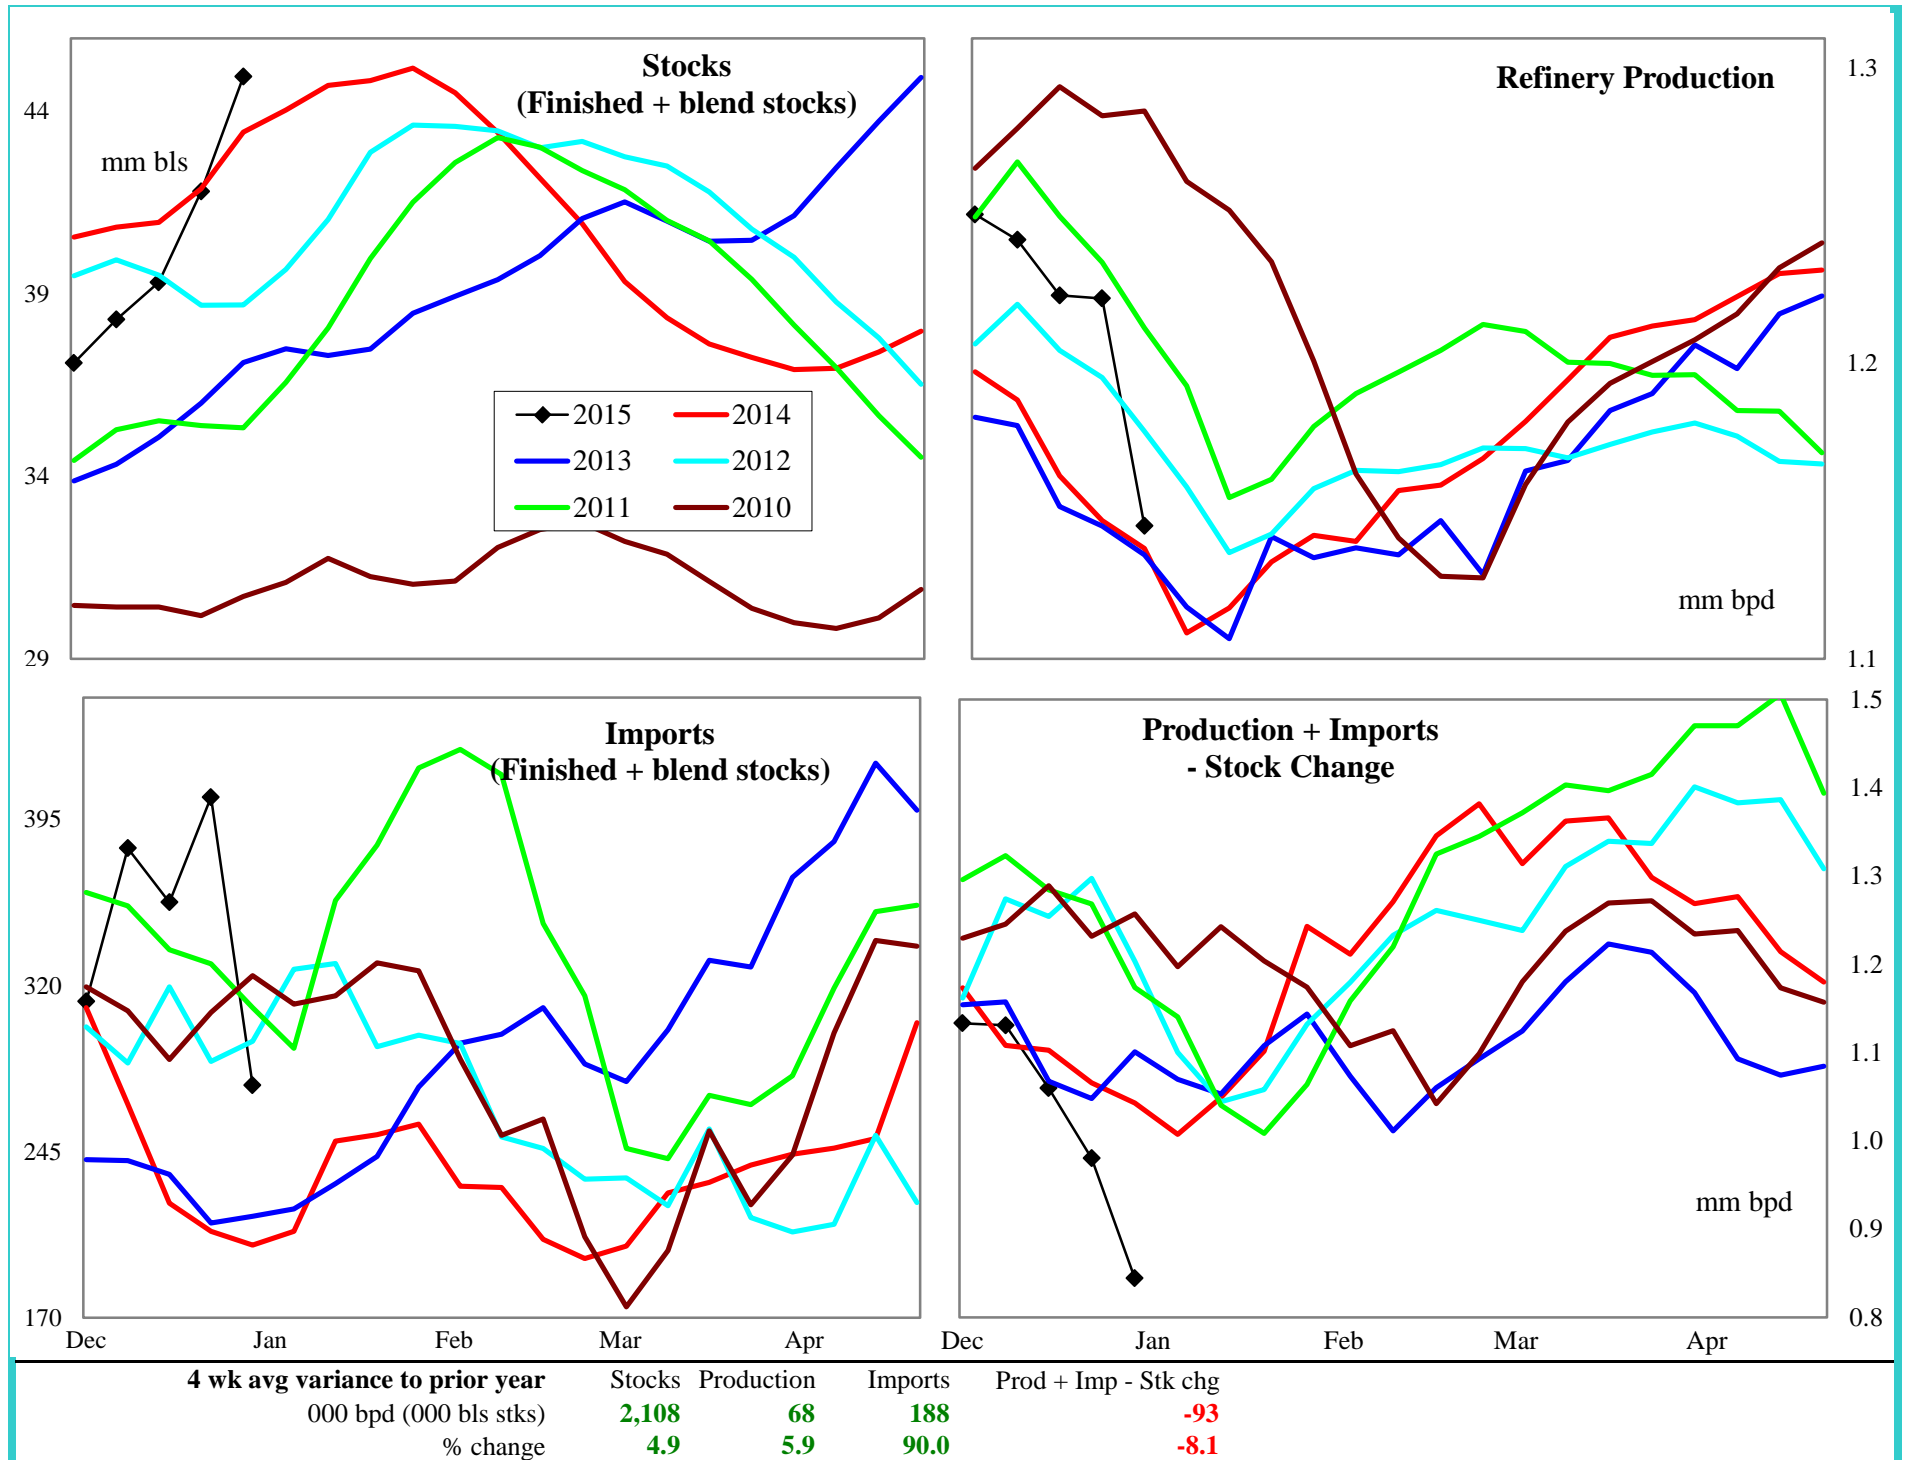 Stocks
(Finished + blend stocks)
mm bls
44
39
34
29
2015
2014
2013
2012
2011
2010
Refinery Production
mm bpd
1.3
1.2
1.1
Imports
(Finished + blend stocks)
395
320
245
170
Dec Jan Feb Mar Apr
Production + Imports
- Stock Change
mm bpd
1.5
1.4
1.3
1.2
1.1
1.0
0.9
0.8
Dec Jan Feb Mar Apr
4 wk avg variance to prior year Stocks Production Imports Prod + Imp - Stk chg
000 bpd (000 bls stks) 2,108 68 188 -93
% change 4.9 5.9 90.0 -8.1